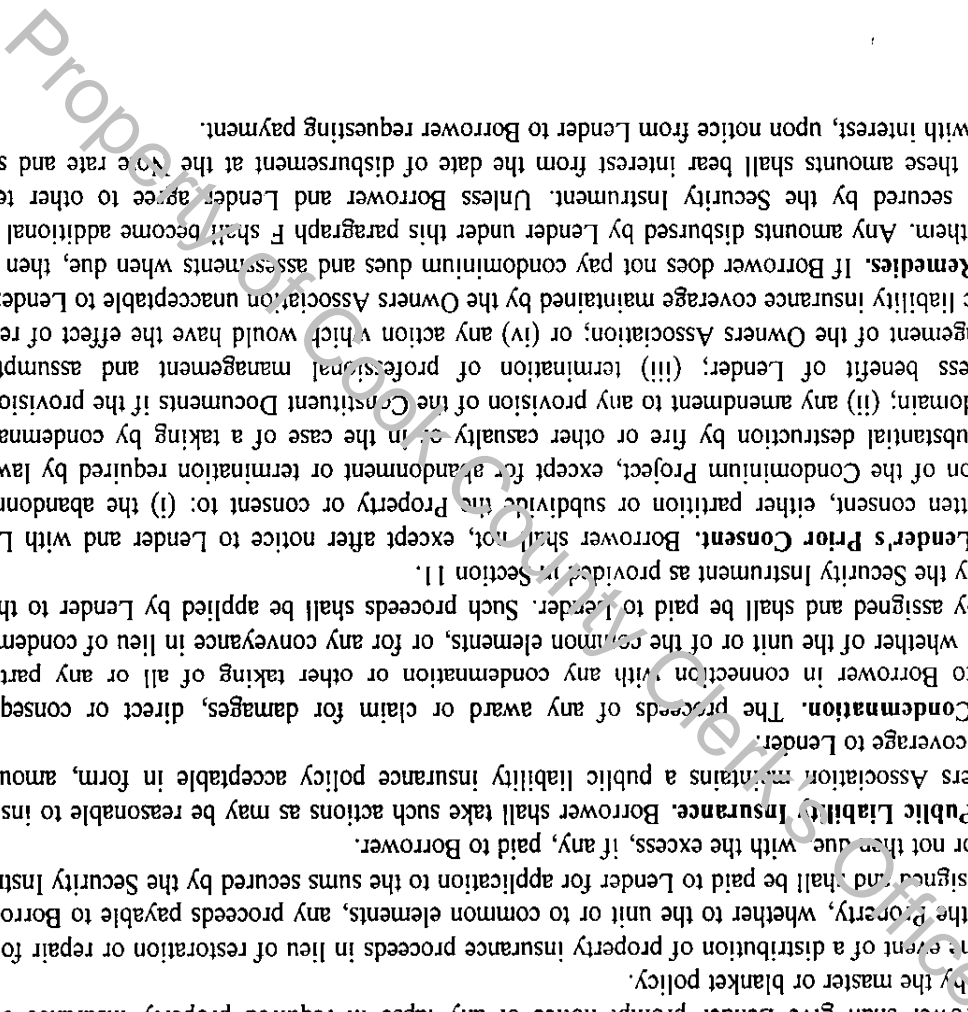 rower shall give Lender prompt notice of any lapse in required property insurance
by the master or blanket policy.
he event of a distribution of property insurance proceeds in lieu of restoration or repair fo
the Property, whether to the unit or to common elements, any proceeds payable to Borro
signed and shall be paid to Lender for application to the sums secured by the Security Instr
or not then due, with the excess, if any, paid to Borrower.
Public Liability Insurance. Borrower shall take such actions as may be reasonable to ins
ers Association maintains a public liability insurance policy acceptable in form, amou
coverage to Lender.
Condemnation. The proceeds of any award or claim for damages, direct or conseq
to Borrower in connection with any condemnation or other taking of all or any part
whether of the unit or of the common elements, or for any conveyance in lieu of condem
y assigned and shall be paid to Lender. Such proceeds shall be applied by Lender to th
y the Security Instrument as provided in Section 11.
Lender's Prior Consent. Borrower shall not, except after notice to Lender and with L
tten consent, either partition or subdivide the Property or consent to: (i) the abandonm
on of the Condominium Project, except for abandonment or termination required by law
ubstantial destruction by fire or other casualty or in the case of a taking by condemna
domain; (ii) any amendment to any provision of the Constituent Documents if the provisio
ess benefit of Lender; (iii) termination of professional management and assumpt
agement of the Owners Association; or (iv) any action which would have the effect of re
c liability insurance coverage maintained by the Owners Association unacceptable to Lende
Remedies. If Borrower does not pay condominium dues and assessments when due, then
them. Any amounts disbursed by Lender under this paragraph F shall become additional
secured by the Security Instrument. Unless Borrower and Lender agree to other te
these amounts shall bear interest from the date of disbursement at the Note rate and s
with interest, upon notice from Lender to Borrower requesting payment.
Property of Cook County Clerk's Office